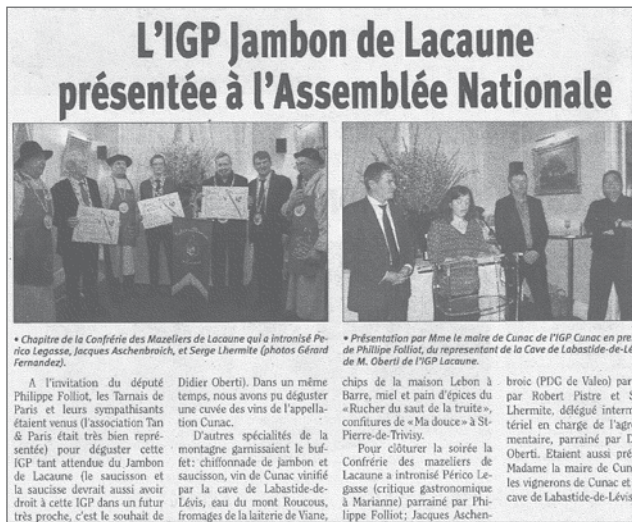 L'IGP Jambon de Lacaune
présentée à l'Assemblée Nationale
• Chapitre de la Confrérie des Mazeliers de Lacaune qui a intronisé Pe-
rico Legasse, Jacques Aschenbroich, et Serge Lhermite (photos Gérard
Fernandez).
• Présentation par Mme le maire de Cunac de l'IGP Cunac en pre
de Phillipe Folliot, du representant de la Cave de Labastide-de-Lé
de M. Oberti de l'IGP Lacaune.
A l'invitation du député
Philippe Folliot, les Tarnais de
Paris et leurs sympathisants
étaient venus (l'association Tan
& Paris était très bien repré-
sentée) pour déguster cette
IGP tant attendue du Jambon
de Lacaune (le saucisson et
la saucisse devrait aussi avoir
droit à cette IGP dans un futur
très proche, c'est le souhait de
Didier Oberti). Dans un même
temps, nous avons pu déguster
une cuvée des vins de l'appella-
tion Cunac.
D'autres spécialités de la
montagne garnissaient le buf-
fet: chiffonnade de jambon et
saucisson, vin de Cunac vinifié
par la cave de Labastide-de-
Lévis, eau du mont Roucous,
fromages de la laiterie de Viane,
chips de la maison Lebon à
Barre, miel et pain d'épices du
«Rucher du saut de la truite»,
confitures de «Ma douce» à St-
Pierre-de-Trivisy.
Pour clôturer la soirée la
Confrérie des mazeliers de
Lacaune a intronisé Périco Le-
gasse (critique gastronomique
à Marianne) parrainé par Phi-
lippe Folliot; Jacques Aschen-
broic (PDG de Valeo) par
par Robert Pistre et S
Lhermite, délégué interm
tériel en charge de l'agro
mentaire, parrainé par D
Oberti. Etaient aussi pré
Madame la maire de Cun
les vignerons de Cunac et
cave de Labastide-de-Lévis